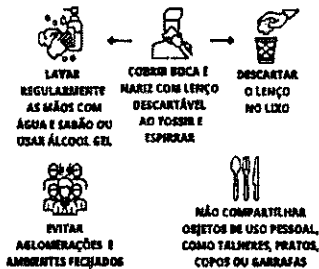 LAVAR
REGULARMENTE
AS MÃOS COM
ÁGUA E SABÃO OU
USAR ÁLCOOL GEL
COBRIR BOCA E
NARIZ COM LENÇO
DESCARTÁVEL
AO TOSSIR E
ESPIRRAR
DESCARTAR
O LENÇO
NO LIXO
EVITAR
AGLOMERAÇÕES E
AMBIENTES FECHADOS
NÃO COMPARTILHAR
OBJETOS DE USO PESSOAL,
COMO TALHERES, PRATOS,
COPOS OU GARRAFAS